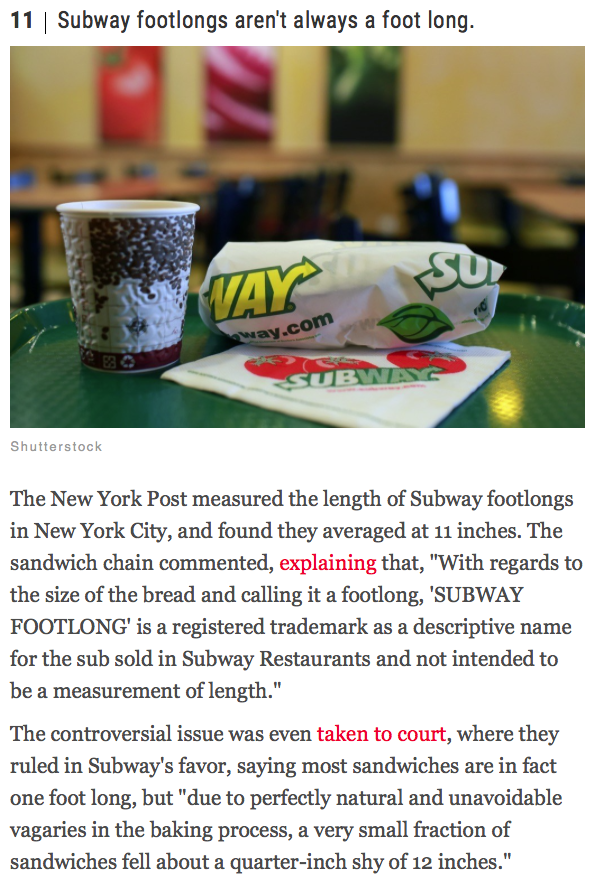 11 | Subway footlongs aren't always a foot long.
WAY
way.com
SUB
SUBWAY
Shutterstock
The New York Post measured the length of Subway footlongs
in New York City, and found they averaged at 11 inches. The
sandwich chain commented, explaining that, "With regards to
the size of the bread and calling it a footlong, 'SUBWAY
FOOTLONG' is a registered trademark as a descriptive name
for the sub sold in Subway Restaurants and not intended to
be a measurement of length."
The controversial issue was even taken to court, where they
ruled in Subway's favor, saying most sandwiches are in fact
one foot long, but "due to perfectly natural and unavoidable
vagaries in the baking process, a very small fraction of
sandwiches fell about a quarter-inch shy of 12 inches."